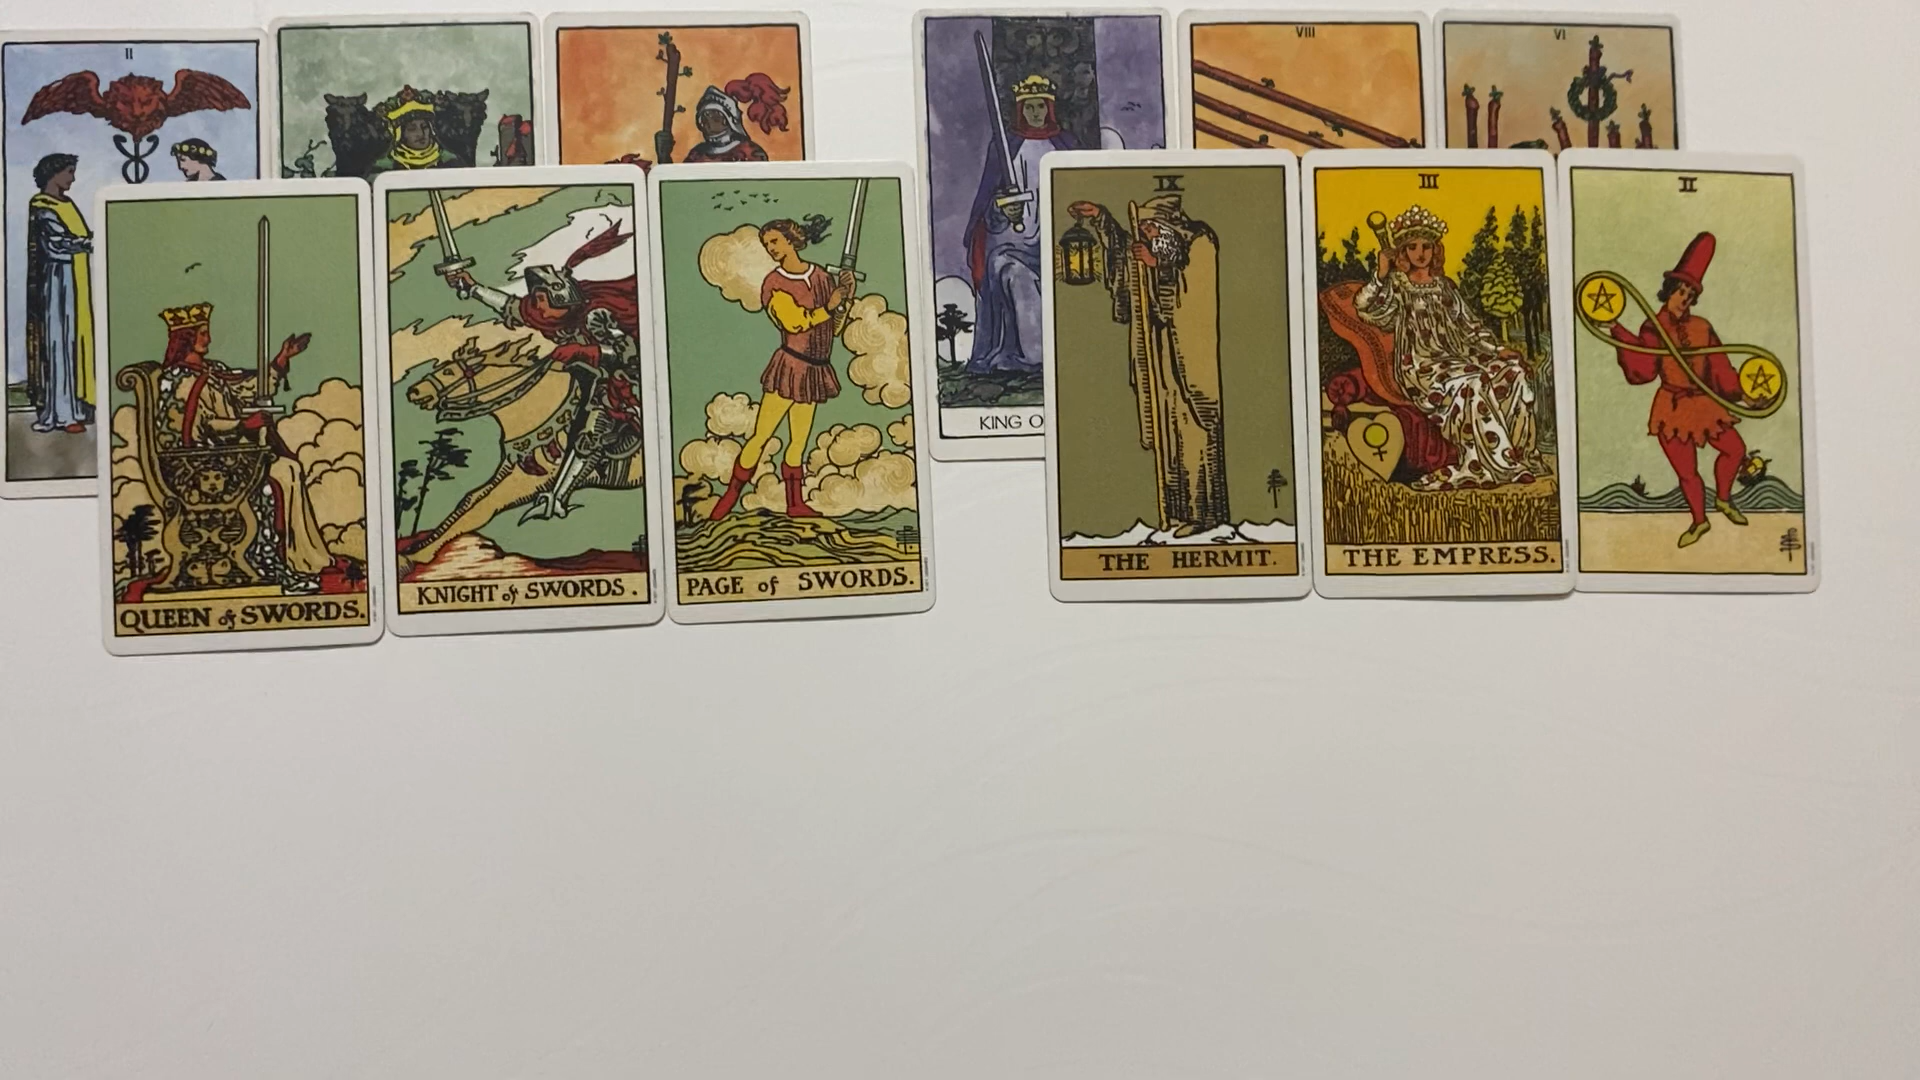 II
VIII
VI
KING O
IX
III
II
QUEEN of SWORDS.
KNIGHT of SWORDS.
PAGE of SWORDS.
THE HERMIT.
THE EMPRESS.